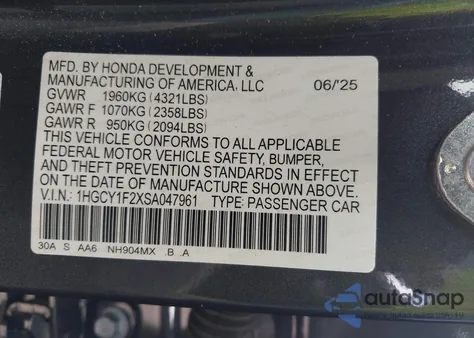 MFD. BY HONDA DEVELOPMENT &
MANUFACTURING OF AMERICA, LLC 06/'25
GVWR 1960KG (4321LBS)
GAWR F 1070KG (2358LBS)
GAWR R 950KG (2094LBS)
THIS VEHICLE CONFORMS TO ALL APPLICABLE
FEDERAL MOTOR VEHICLE SAFETY, BUMPER,
AND THEFT PREVENTION STANDARDS IN EFFECT
ON THE DATE OF MANUFACTURE SHOWN ABOVE.
V.I.N.: 1HGCY1F2XSA047961 TYPE: PASSENGER CAR
30A S AA6 NH904MX .B .A
autoSnap